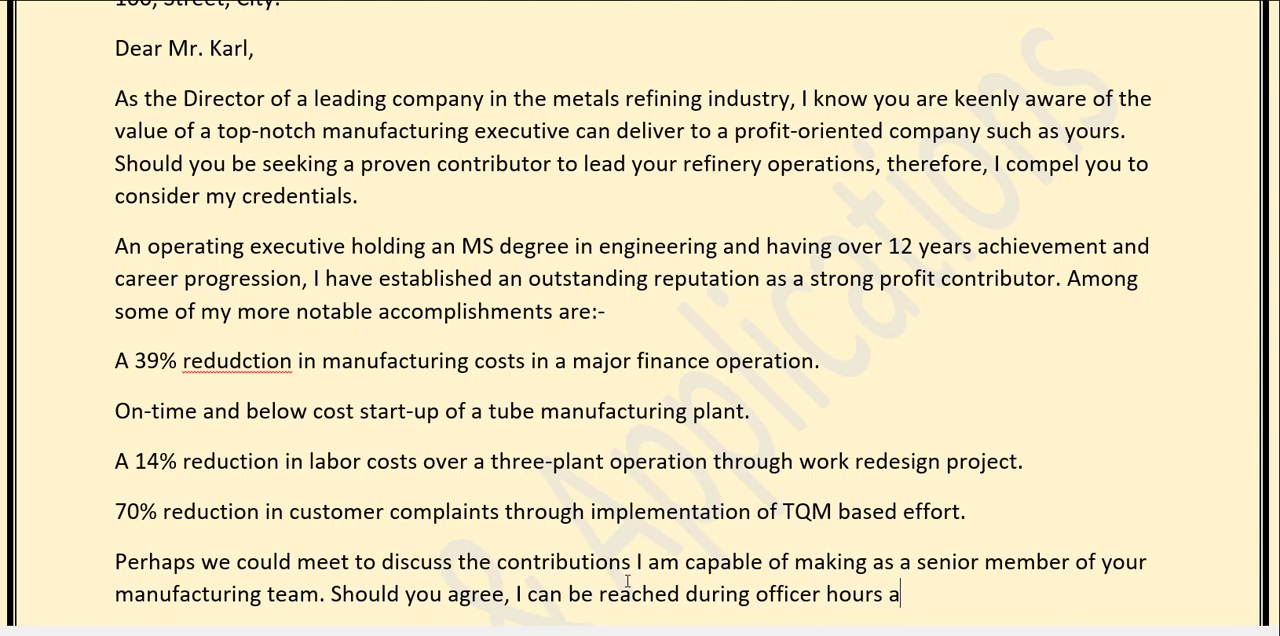 100, Street, City.
Dear Mr. Karl,
As the Director of a leading company in the metals refining industry, I know you are keenly aware of the
value of a top-notch manufacturing executive can deliver to a profit-oriented company such as yours.
Should you be seeking a proven contributor to lead your refinery operations, therefore, I compel you to
consider my credentials.
An operating executive holding an MS degree in engineering and having over 12 years achievement and
career progression, I have established an outstanding reputation as a strong profit contributor. Among
some of my more notable accomplishments are:-
A 39% redudction in manufacturing costs in a major finance operation.
On-time and below cost start-up of a tube manufacturing plant.
A 14% reduction in labor costs over a three-plant operation through work redesign project.
70% reduction in customer complaints through implementation of TQM based effort.
Perhaps we could meet to discuss the contributions I am capable of making as a senior member of your
manufacturing team. Should you agree, I can be reached during officer hours a
& Applications